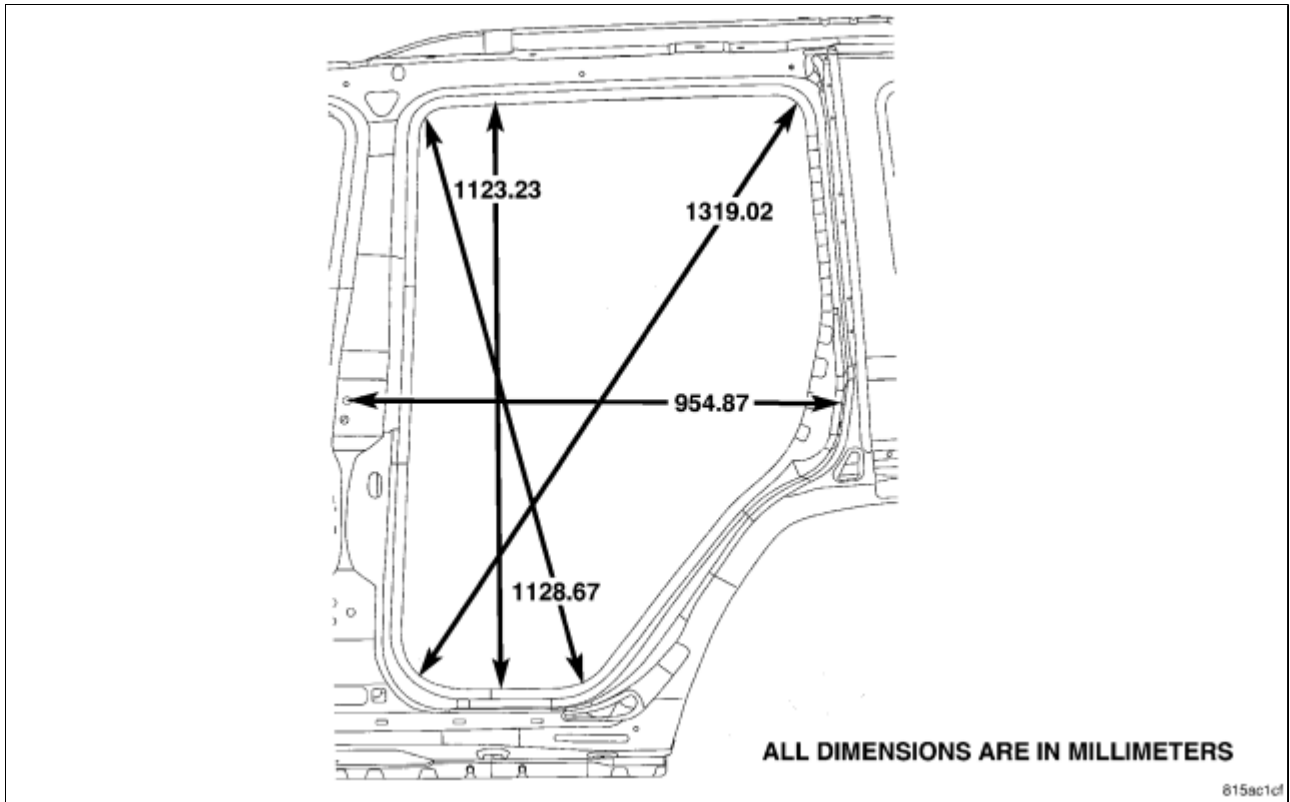 1123.23
1319.02
954.87
1128.67
ALL DIMENSIONS ARE IN MILLIMETERS
815ac1cf